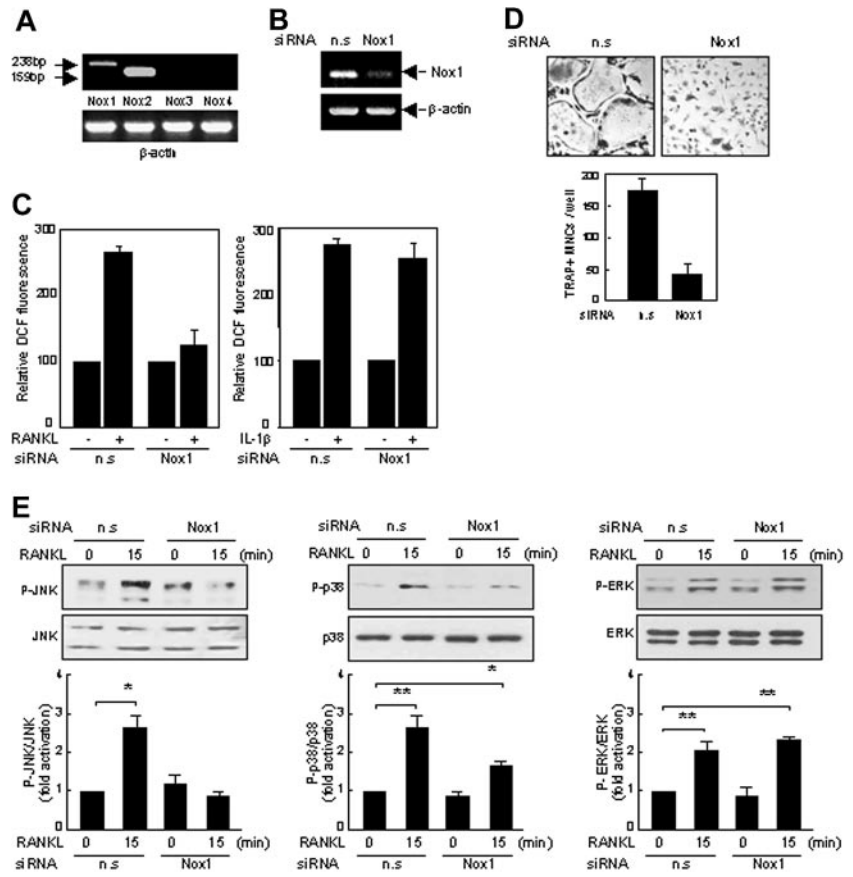 A
238bp
159bp
Nox1 Nox2 Nox3 Nox4
β-actin
B
siRNA n.s Nox1
Nox1
β-actin
C
Relative DCF fluorescence
300
200
100
0
RANKL - + - +
siRNA n.s Nox1
Relative DCF fluorescence
300
200
100
0
IL-1β - + - +
siRNA n.s Nox1
D
siRNA n.s Nox1
TRAP+ MNCs /well
200
150
100
50
0
siRNA n.s Nox1
E
siRNA n.s Nox1
RANKL 0 15 0 15 (min)
P-JNK
JNK
P-JNK/JNK
(fold activation)
4
3
2
1
0
*
RANKL 0 15 0 15 (min)
siRNA n.s Nox1
siRNA n.s Nox1
RANKL 0 15 0 15 (min)
P-p38
p38
P-p38/p38
(fold activation)
4
3
2
1
0
*
**
RANKL 0 15 0 15 (min)
siRNA n.s Nox1
siRNA n.s Nox1
RANKL 0 15 0 15 (min)
P-ERK
ERK
P-ERK/ERK
(fold activation)
4
3
2
1
0
**
**
RANKL 0 15 0 15 (min)
siRNA n.s Nox1